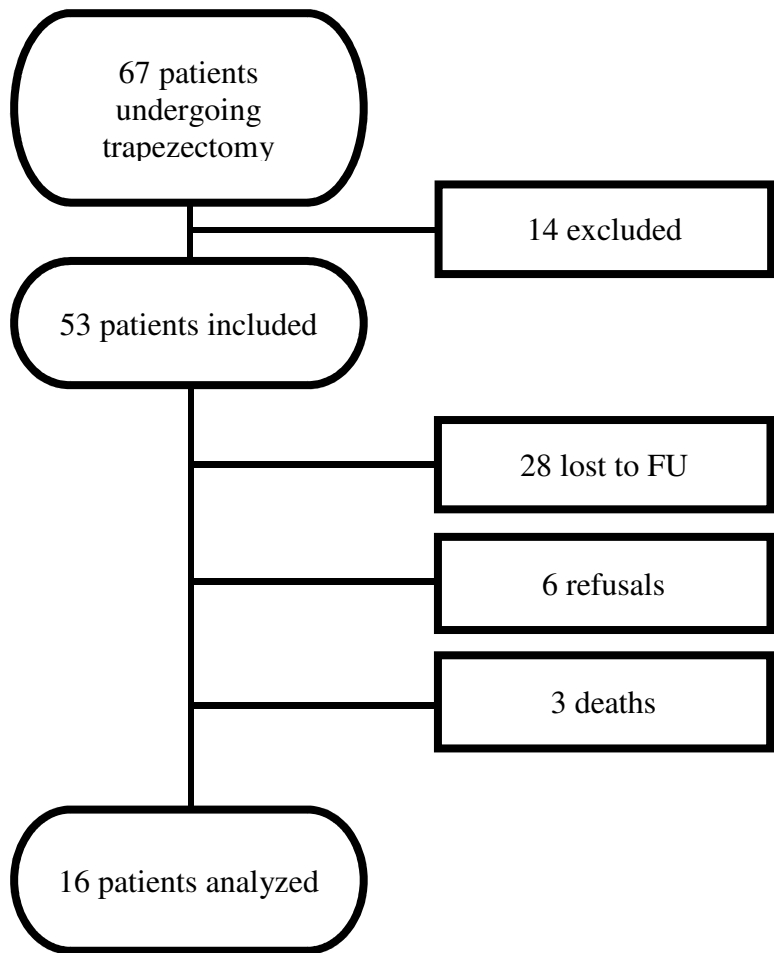 67 patients
undergoing
trapezectomy
14 excluded
53 patients included
28 lost to FU
6 refusals
3 deaths
16 patients analyzed